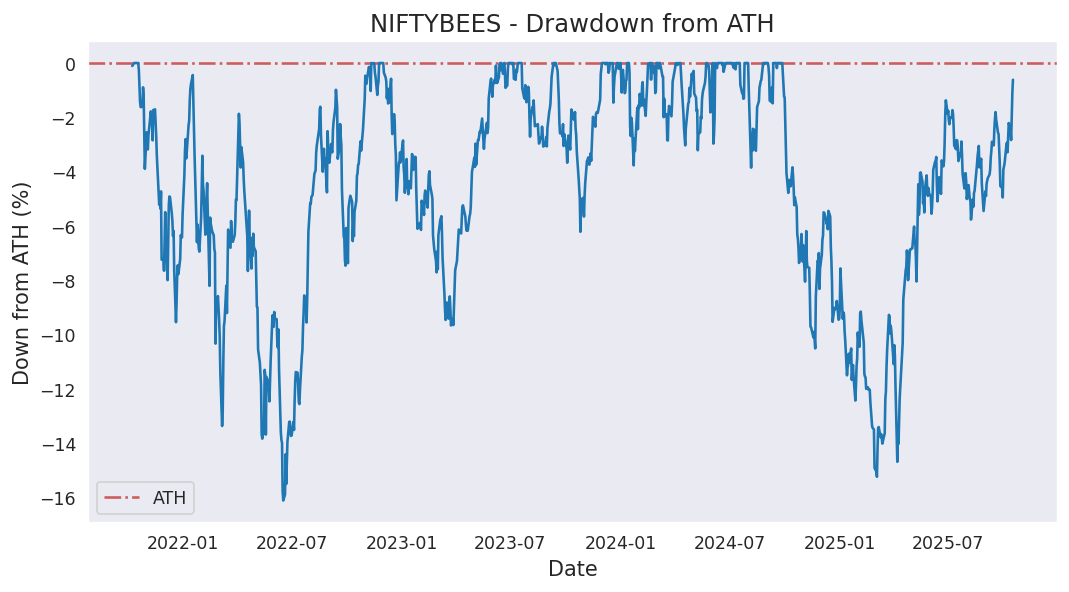 NIFTYBEES - Drawdown from ATH
Down from ATH (%)
0
−2
−4
−6
−8
−10
−12
−14
−16
ATH
2022-01 2022-07 2023-01 2023-07 2024-01 2024-07 2025-01 2025-07
Date